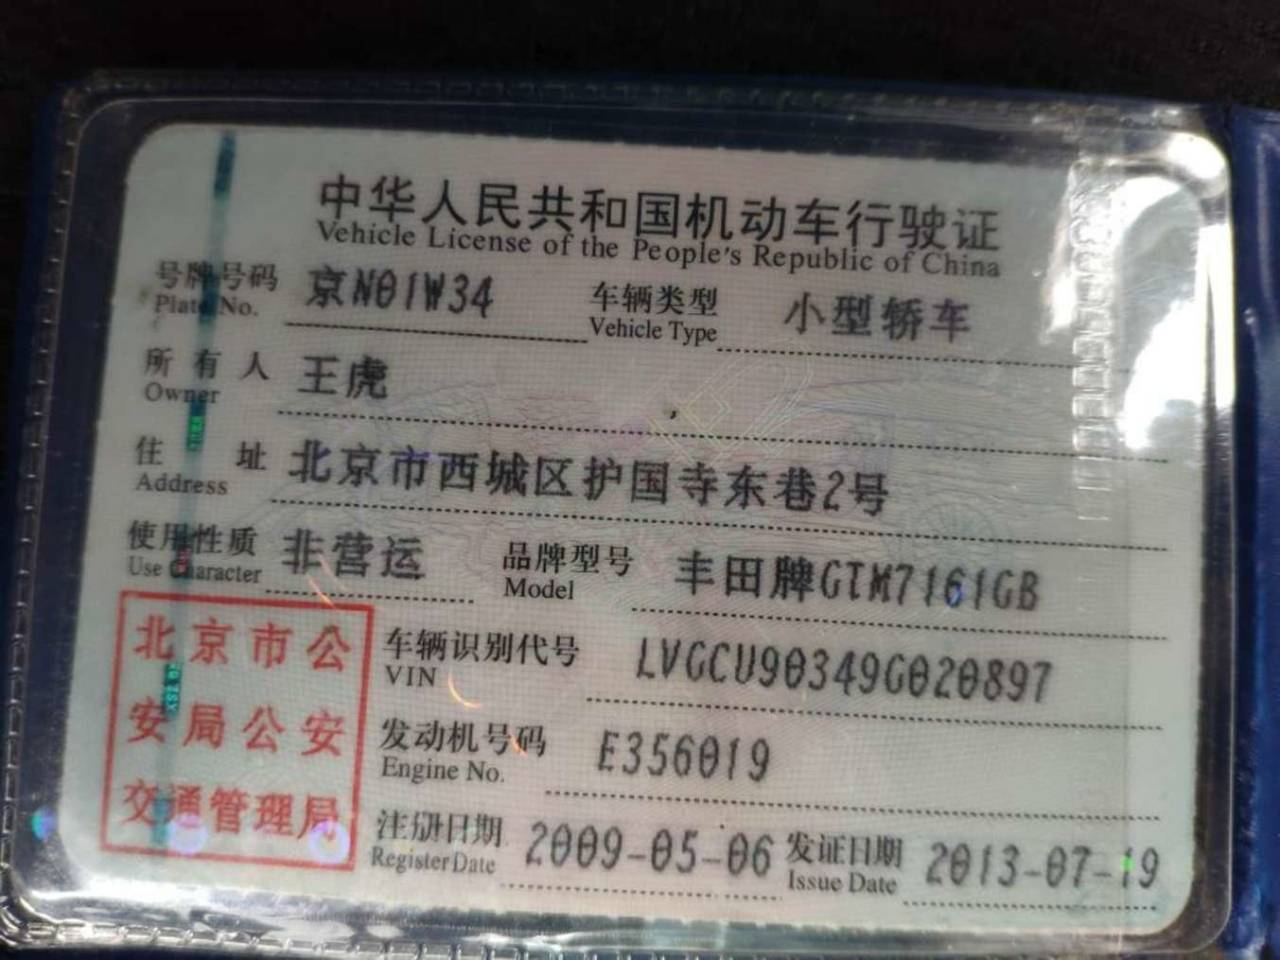 中华人民共和国机动车行驶证
Vehicle License of the People's Republic of China
号牌号码 京N01W34 车辆类型 小型轿车
Plate No. Vehicle Type
所有人 王虎
Owner
住址 北京市西城区护国寺东巷2号
Address
使用性质 非营运 品牌型号 丰田牌GTM7161GB
Use Character Model
北京市公
安局公安
交通管理局
车辆识别代号 LVGCU90349G020897
VIN
发动机号码 E356019
Engine No.
注册日期 2009-05-06 发证日期 2013-07-19
Register Date Issue Date